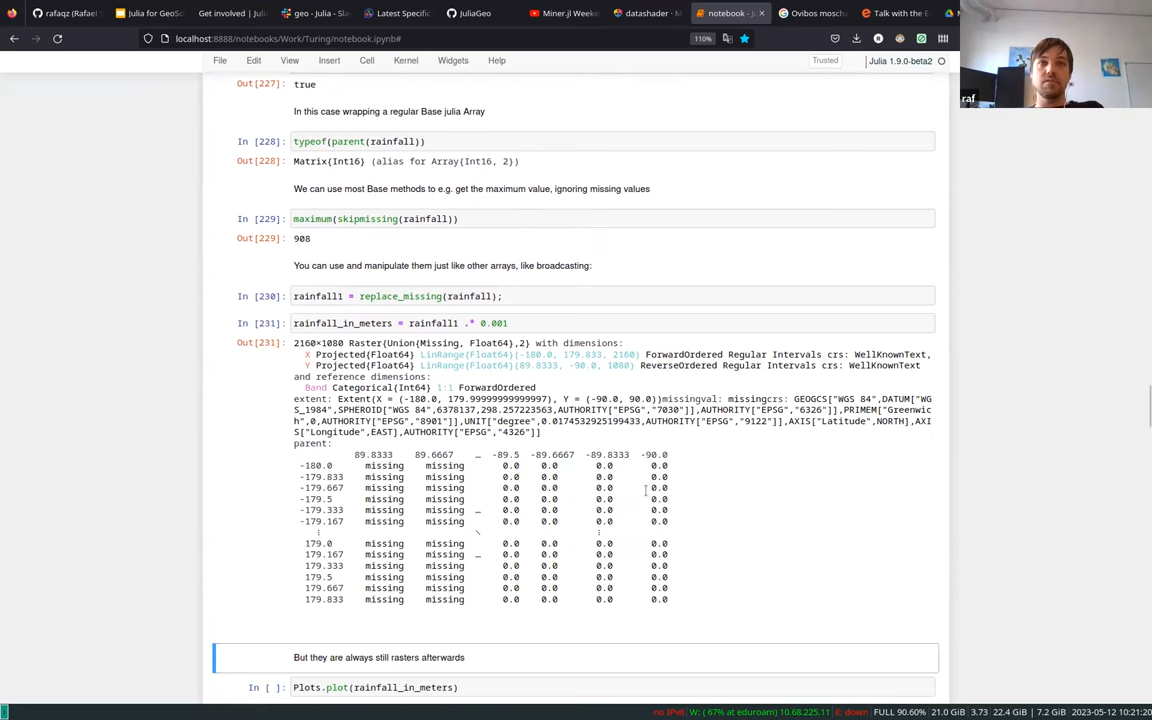 rafaqz (Rafael S
Julia for GeoSc
Get involved | Juli
geo - Julia - Sla
Latest Specific
JuliaGeo
Miner.jl Weeke
datashader · M
notebook - Ju
Ovibos mosch
Talk with the E
M
localhost:8888/notebooks/Work/Turing/notebook.ipynb#
110%
File Edit View Insert Cell Kernel Widgets Help
Trusted
Julia 1.9.0-beta2
raf
Out[227]: true
In this case wrapping a regular Base julia Array
In [228]: typeof(parent(rainfall))
Out[228]: Matrix{Int16} (alias for Array{Int16, 2})
We can use most Base methods to e.g. get the maximum value, ignoring missing values
In [229]: maximum(skipmissing(rainfall))
Out[229]: 908
You can use and manipulate them just like other arrays, like broadcasting:
In [230]: rainfall1 = replace_missing(rainfall);
In [231]: rainfall_in_meters = rainfall1 .* 0.001
Out[231]: 2160×1080 Raster{Union{Missing, Float64},2} with dimensions:
X Projected{Float64} LinRange{Float64}(-180.0, 179.833, 2160) ForwardOrdered Regular Intervals crs: WellKnownText,
Y Projected{Float64} LinRange{Float64}(89.8333, -90.0, 1080) ReverseOrdered Regular Intervals crs: WellKnownText
and reference dimensions:
Band Categorical{Int64} 1:1 ForwardOrdered
extent: Extent(X = (-180.0, 179.99999999999997), Y = (-90.0, 90.0))missingval: missingcrs: GEOGCS["WGS 84",DATUM["WG
S_1984",SPHEROID["WGS 84",6378137,298.257223563,AUTHORITY["EPSG","7030"]],AUTHORITY["EPSG","6326"]],PRIMEM["Greenwic
h",0,AUTHORITY["EPSG","8901"]],UNIT["degree",0.0174532925199433,AUTHORITY["EPSG","9122"]],AXIS["Latitude",NORTH],AXI
S["Longitude",EAST],AUTHORITY["EPSG","4326"]]
parent:
89.8333 89.6667 … -89.5 -89.6667 -89.8333 -90.0
-180.0 missing missing 0.0 0.0 0.0 0.0
-179.833 missing missing 0.0 0.0 0.0 0.0
-179.667 missing missing 0.0 0.0 0.0 0.0
-179.5 missing missing 0.0 0.0 0.0 0.0
-179.333 missing missing … 0.0 0.0 0.0 0.0
-179.167 missing missing 0.0 0.0 0.0 0.0
⋮ ⋱ ⋮
179.0 missing missing 0.0 0.0 0.0 0.0
179.167 missing missing … 0.0 0.0 0.0 0.0
179.333 missing missing 0.0 0.0 0.0 0.0
179.5 missing missing 0.0 0.0 0.0 0.0
179.667 missing missing 0.0 0.0 0.0 0.0
179.833 missing missing 0.0 0.0 0.0 0.0
But they are always still rasters afterwards
In [ ]: Plots.plot(rainfall_in_meters)
no IPv6 W: ( 67% at eduroam) 10.68.225.11 E: down FULL 90.60% 21.0 GiB 3.73 22.4 GiB | 7.2 GiB 2023-05-12 10:21:20